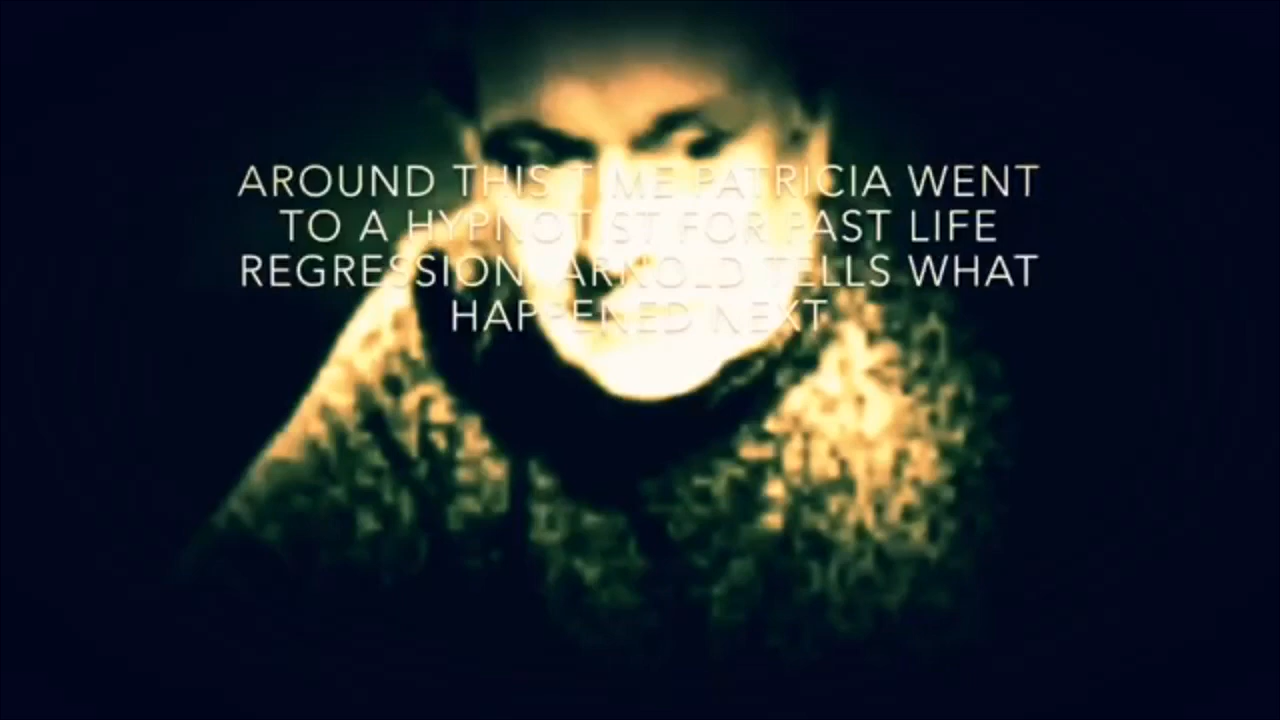 AROUND THIS TIME PATRICIA WENT
TO A HYPNOTIST FOR PAST LIFE
REGRESSION. ARNOLD TELLS WHAT
HAPPENED NEXT